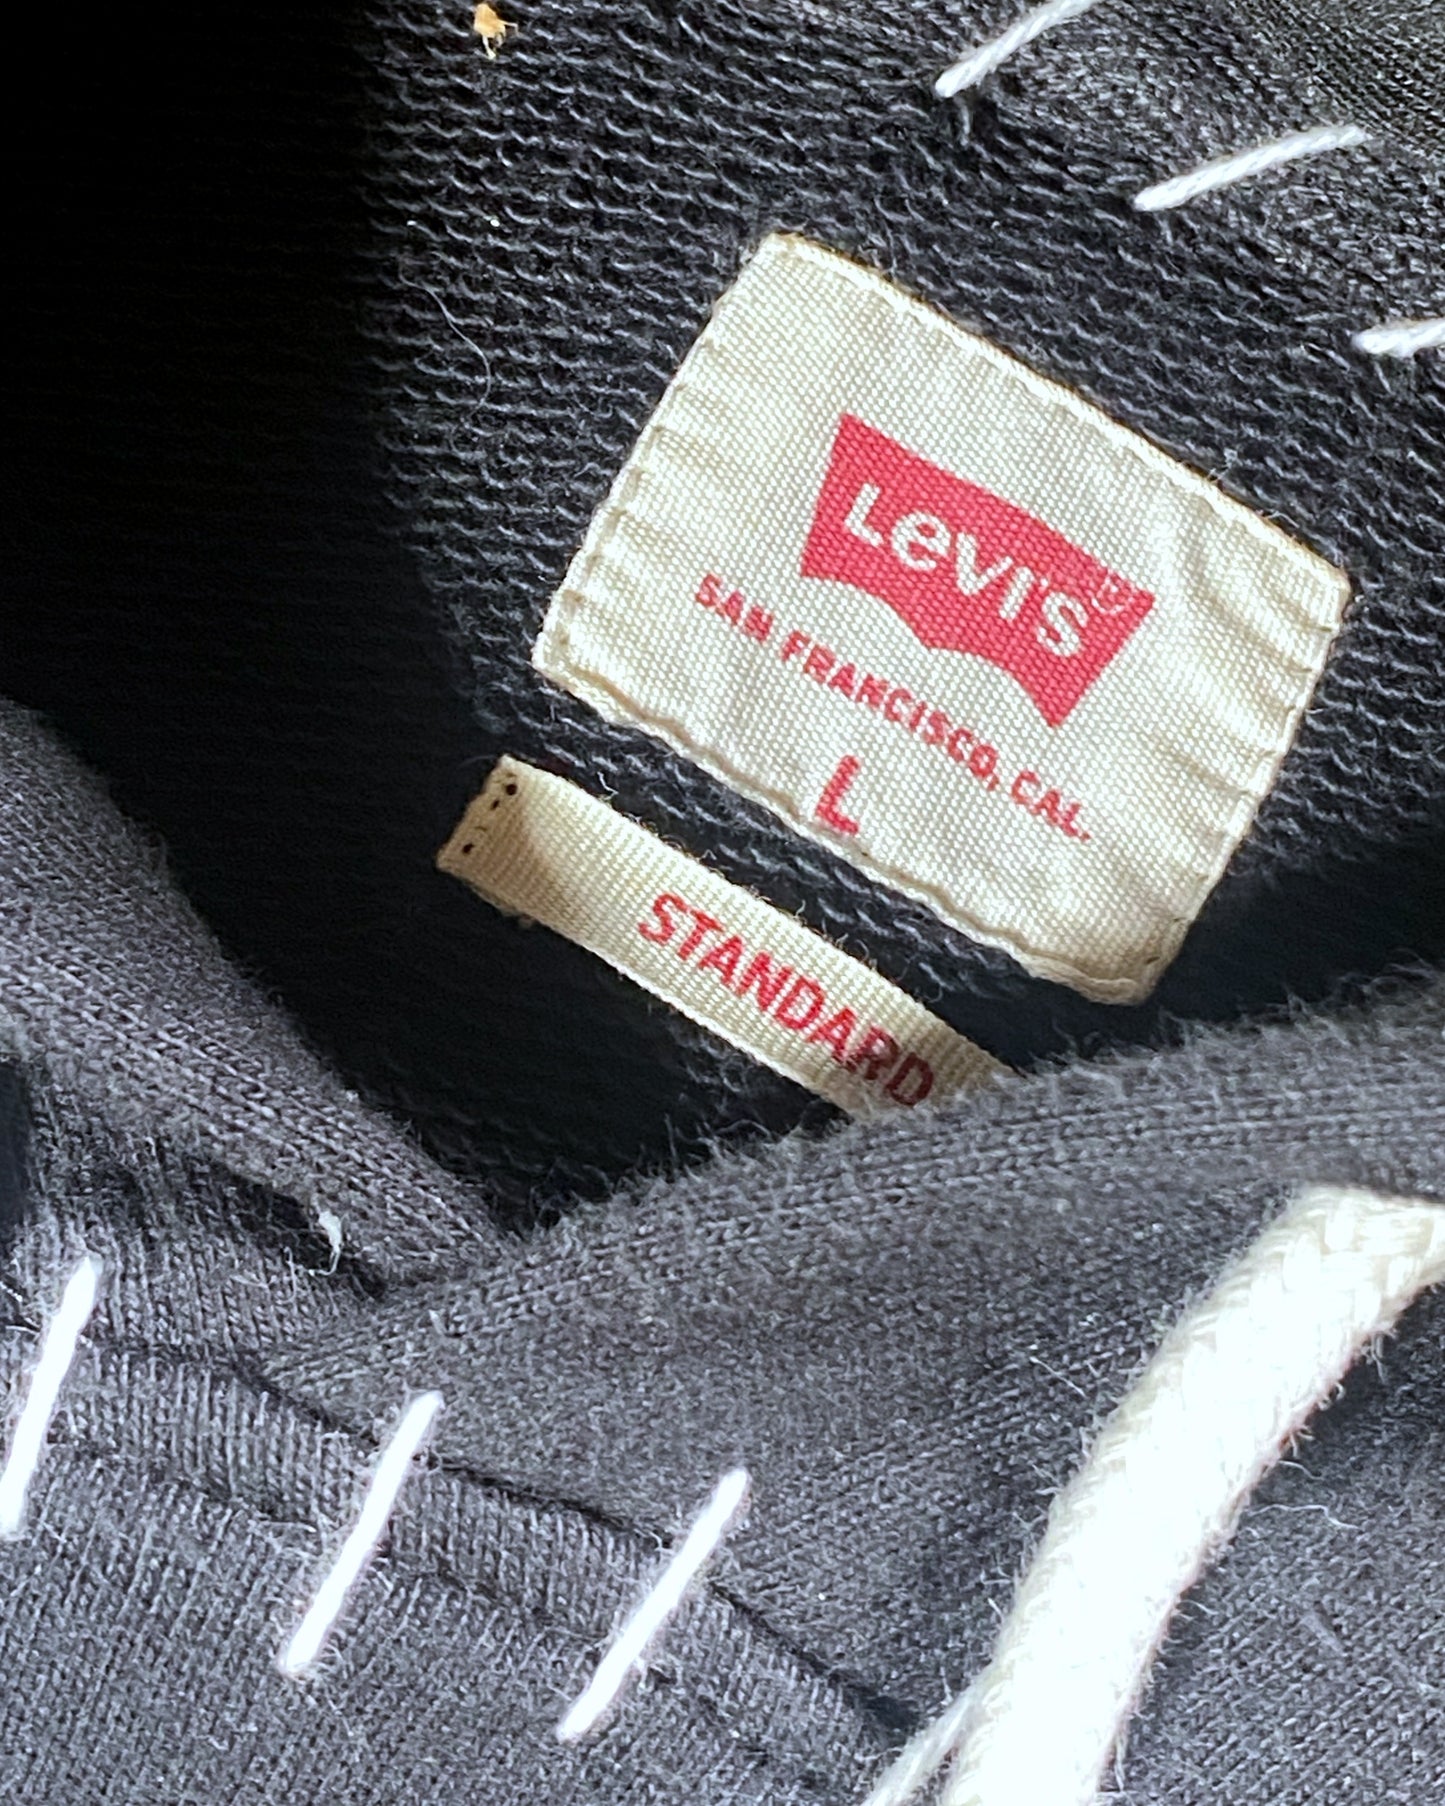 Levi's®
SAN FRANCISCO, CAL.
L
STANDARD